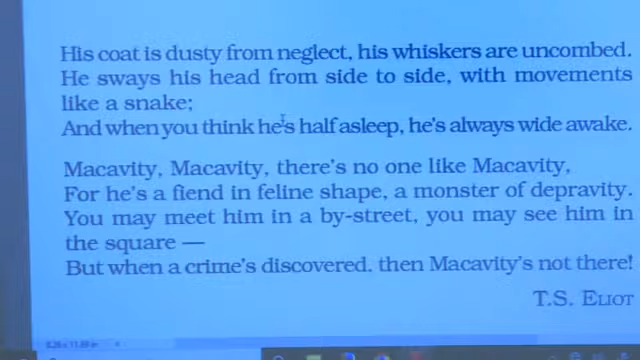 His coat is dusty from neglect, his whiskers are uncombed.
He sways his head from side to side, with movements
like a snake;
And when you think he's half asleep, he's always wide awake.
Macavity, Macavity, there's no one like Macavity,
For he's a fiend in feline shape, a monster of depravity.
You may meet him in a by-street, you may see him in
the square —
But when a crime's discovered, then Macavity's not there!
T.S. ELIOT